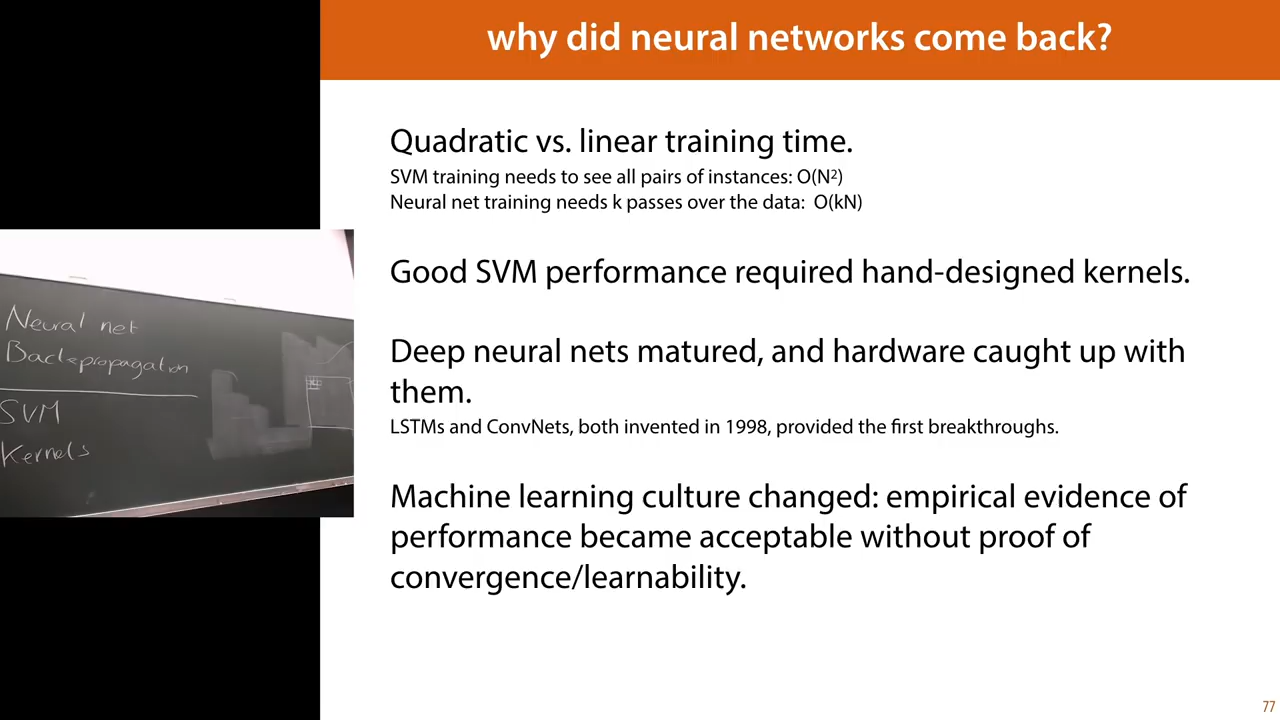 why did neural networks come back?
Quadratic vs. linear training time.
SVM training needs to see all pairs of instances: O(N²)
Neural net training needs k passes over the data: O(kN)
Good SVM performance required hand-designed kernels.
Deep neural nets matured, and hardware caught up with
them.
LSTMs and ConvNets, both invented in 1998, provided the first breakthroughs.
Machine learning culture changed: empirical evidence of
performance became acceptable without proof of
convergence/learnability.
Neural net
Backpropagation
SVM
Kernels
77